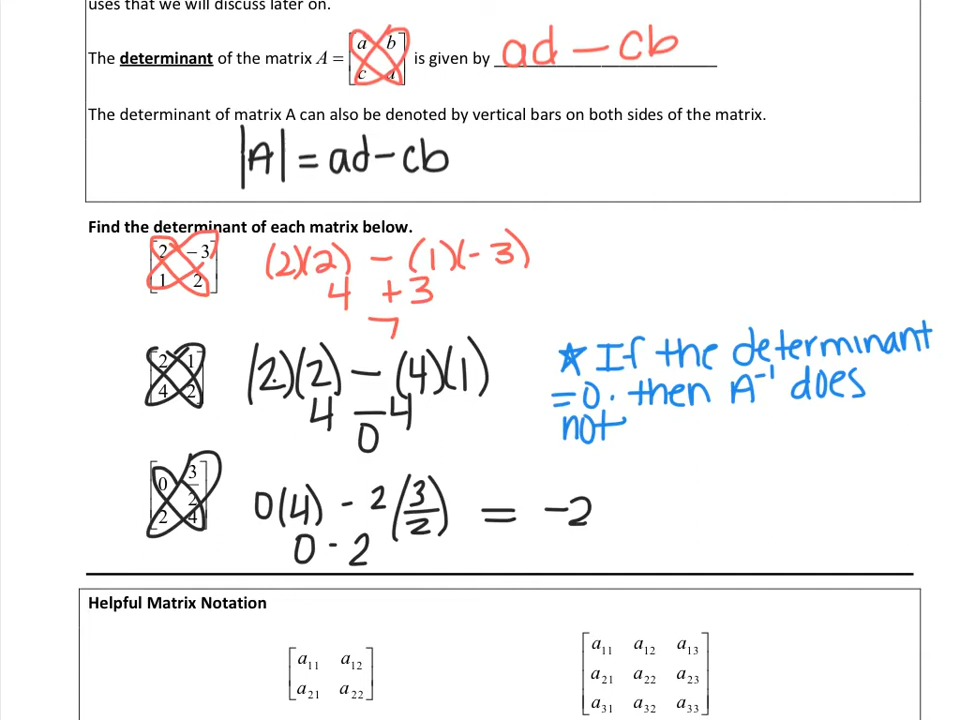 uses that we will discuss later on.
The determinant of the matrix A = [a b c d] is given by ad − cb
The determinant of matrix A can also be denoted by vertical bars on both sides of the matrix.
|A| = ad − cb
Find the determinant of each matrix below.
[2 −3
1 2]
(2)(2) − (1)(−3)
4 +3
7
[2 1
4 2]
(2)(2) − (4)(1)
4 − 4
0
★ If the determinant
= 0. then A⁻¹ does
not
[0 3/2
2 4]
0(4) - 2(3/2) = -2
0 - 2
Helpful Matrix Notation
[a₁₁ a₁₂
a₂₁ a₂₂]
[a₁₁ a₁₂ a₁₃
a₂₁ a₂₂ a₂₃
a₃₁ a₃₂ a₃₃]